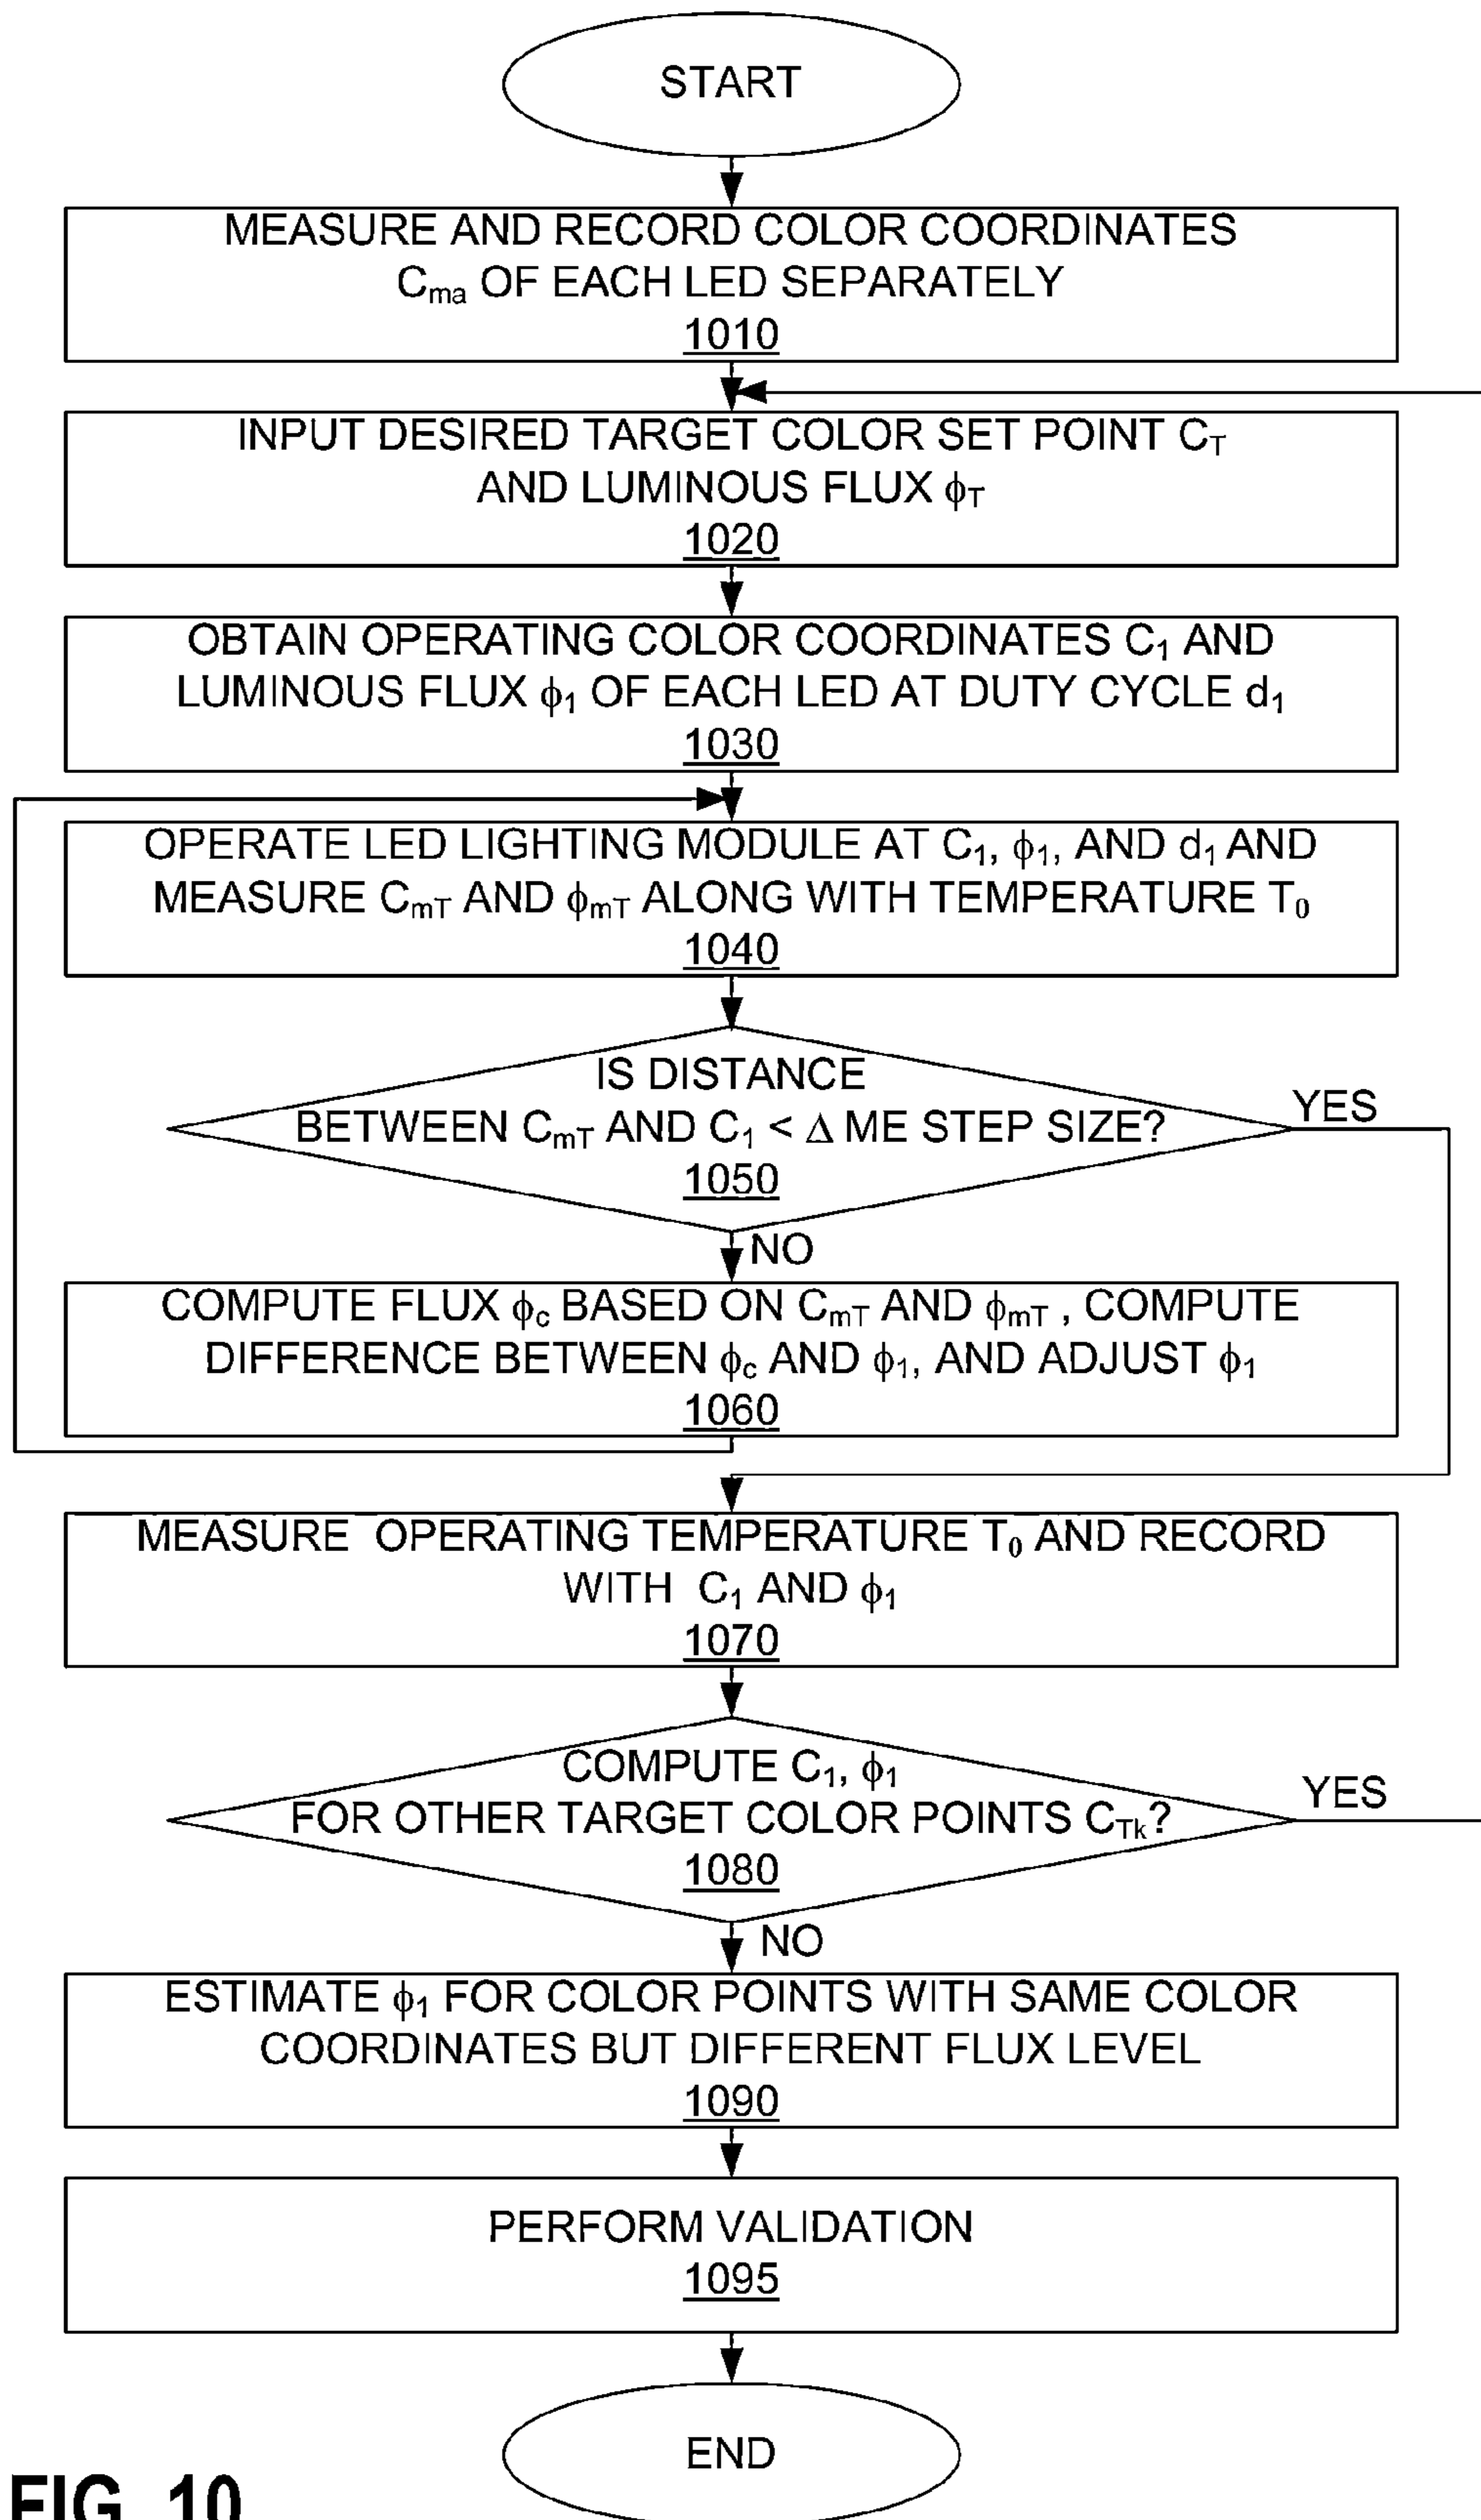 START
MEASURE AND RECORD COLOR COORDINATES
Cma OF EACH LED SEPARATELY
1010
INPUT DESIRED TARGET COLOR SET POINT CT
AND LUMINOUS FLUX ϕT
1020
OBTAIN OPERATING COLOR COORDINATES C1 AND
LUMINOUS FLUX ϕ1 OF EACH LED AT DUTY CYCLE d1
1030
OPERATE LED LIGHTING MODULE AT C1, ϕ1, AND d1 AND
MEASURE CmT AND ϕmT ALONG WITH TEMPERATURE T0
1040
IS DISTANCE
BETWEEN CmT AND C1 < Δ ME STEP SIZE?
1050
YES
NO
COMPUTE FLUX ϕc BASED ON CmT AND ϕmT , COMPUTE
DIFFERENCE BETWEEN ϕc AND ϕ1, AND ADJUST ϕ1
1060
MEASURE OPERATING TEMPERATURE T0 AND RECORD
WITH C1 AND ϕ1
1070
COMPUTE C1, ϕ1
FOR OTHER TARGET COLOR POINTS CTk?
1080
YES
NO
ESTIMATE ϕ1 FOR COLOR POINTS WITH SAME COLOR
COORDINATES BUT DIFFERENT FLUX LEVEL
1090
PERFORM VALIDATION
1095
END
FIG. 10